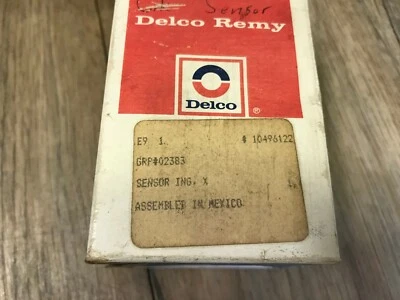 Sensor
Delco Remy
Delco ®
E9 1 # 10496122
GRP#02383
SENSOR ING. X
ASSEMBLED IN MEXICO